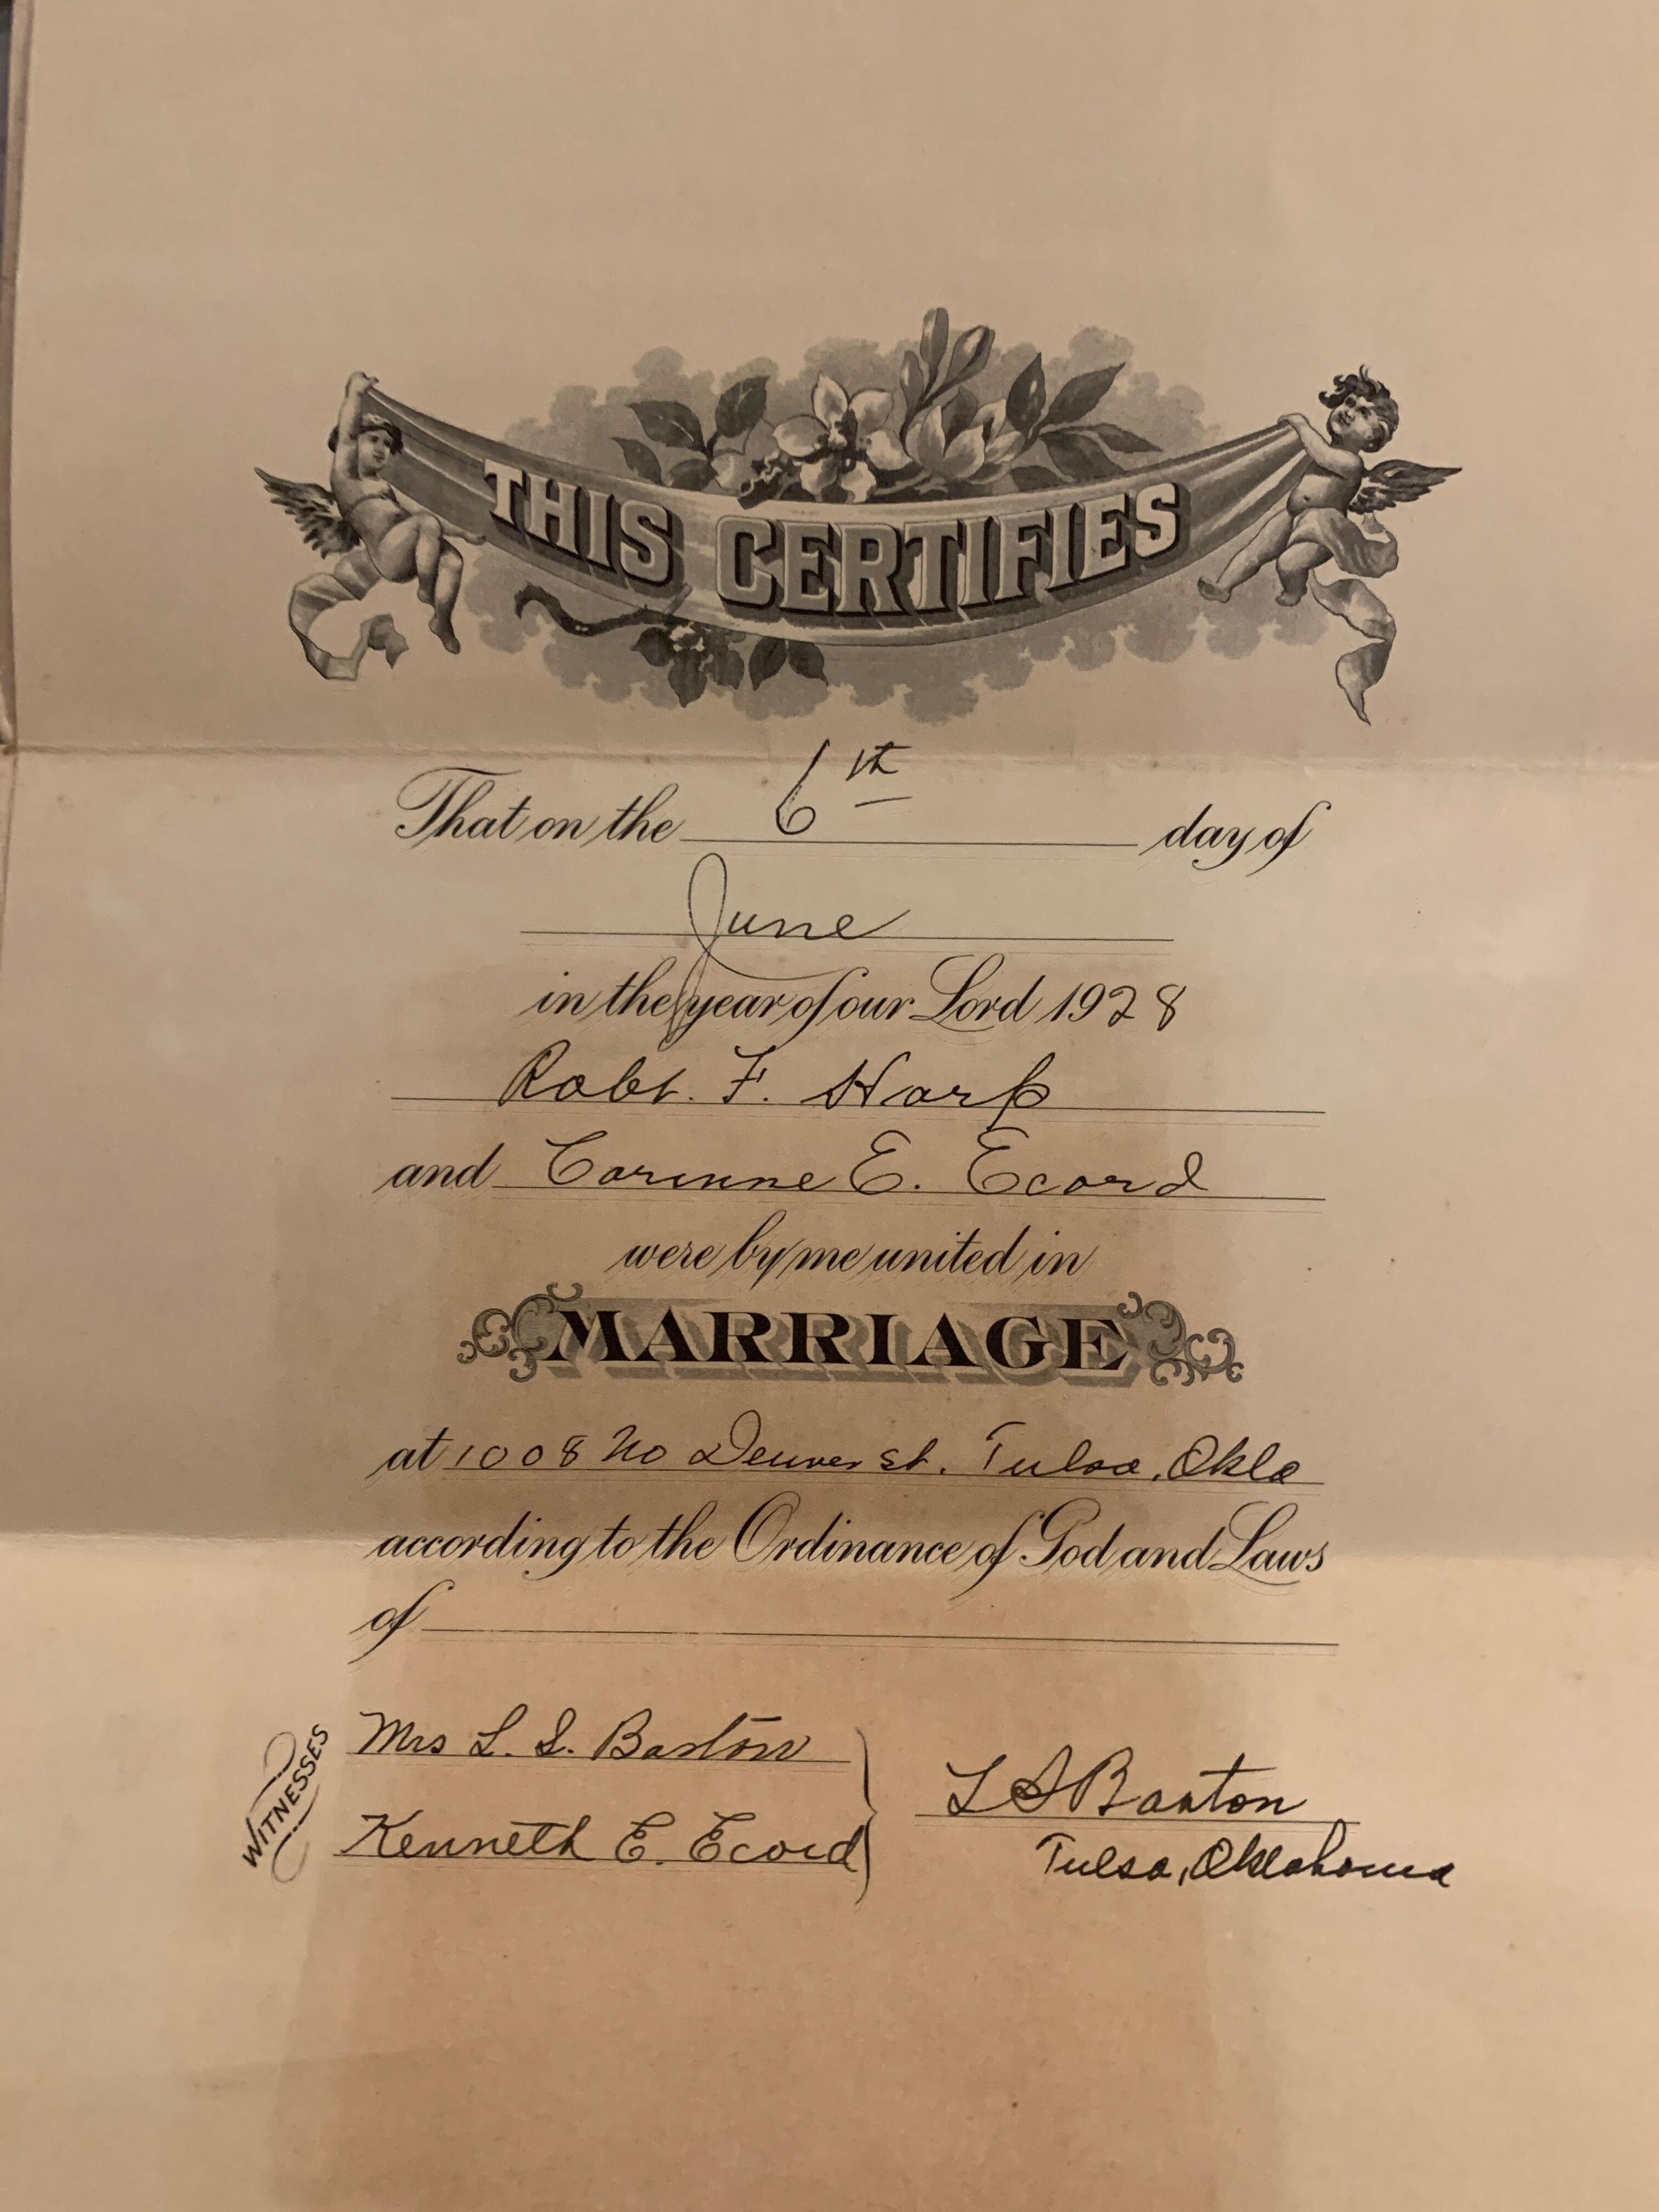 THIS CERTIFIES
That on the 6th day of
June
in the year of our Lord 1928
Robt. F. Harp
and Corinne E. Ecord
were by me united in
MARRIAGE
at 1008 No Denver St. Tulsa, Okla
according to the Ordinance of God and Laws
of
WITNESSES
Mrs L. S. Barton
Kenneth E. Ecord
L S Barton
Tulsa, Oklahoma